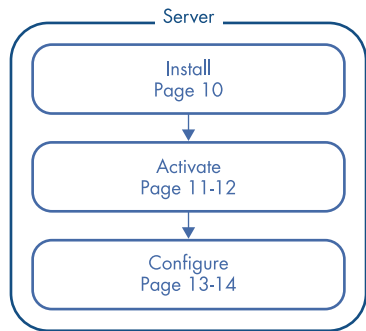 Server
Install
Page 10
Activate
Page 11-12
Configure
Page 13-14